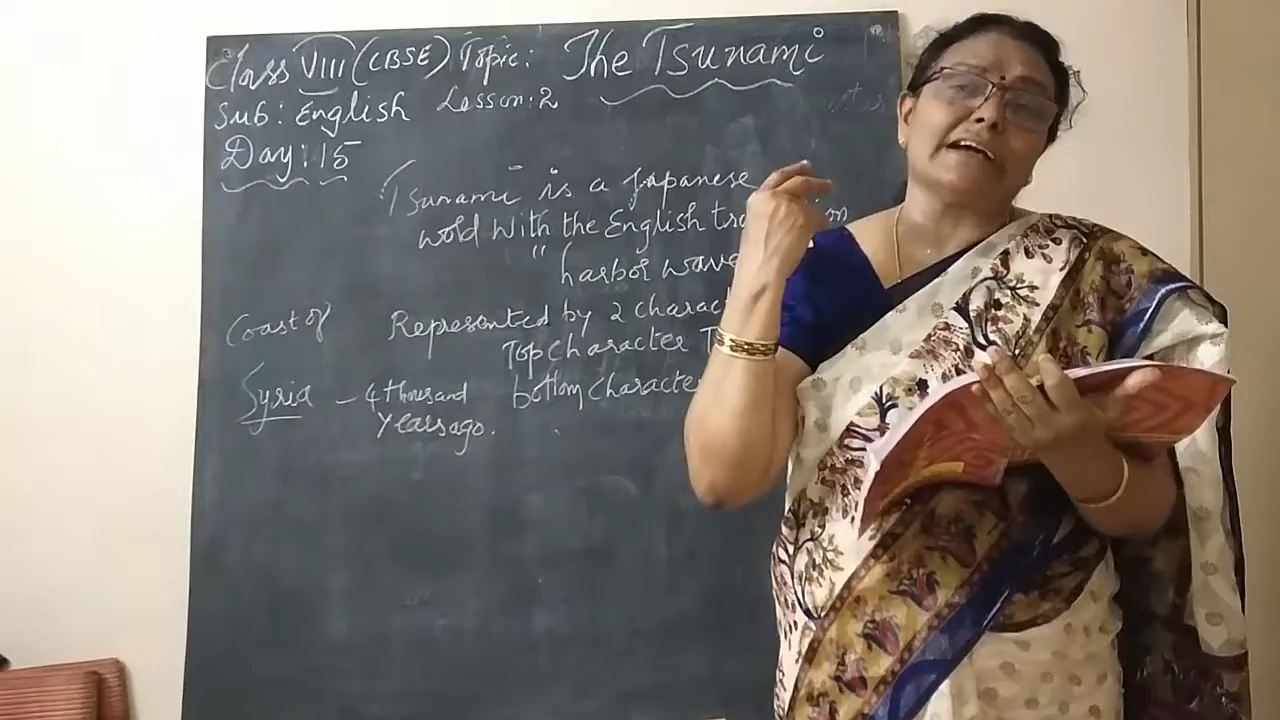 Class VIII (CBSE) Topic: The Tsunami
Sub: English Lesson: 2
Day: 15
"Tsunami" is a Japanese
wold With the English
"harbor wave
Represented by 2 charac
Top Character T
bottom Characte
Coast of
Syria - 4 thousand
years ago.